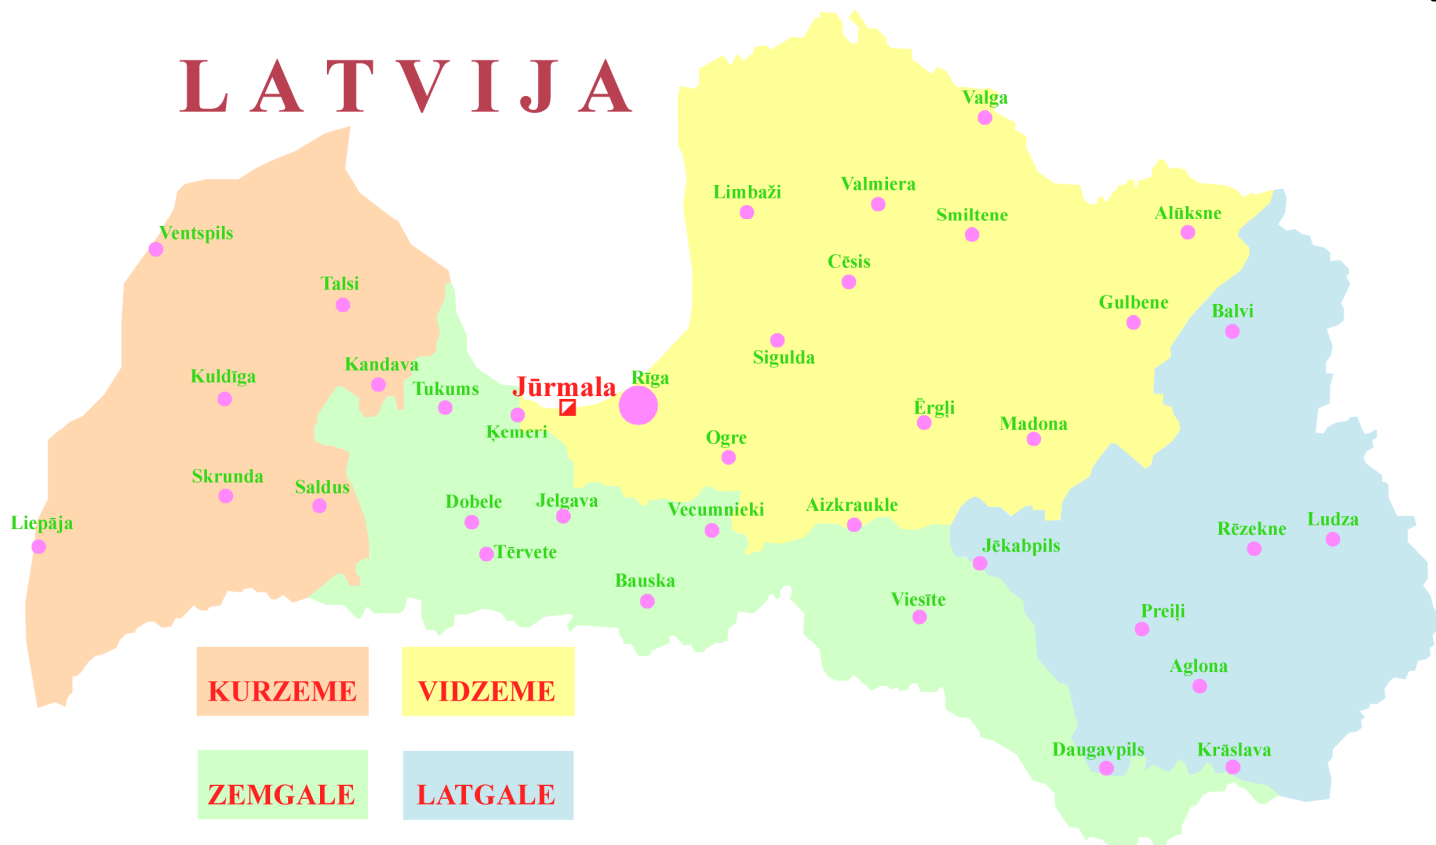 LATVIJA
Valga
Limbaži
Valmiera
Smiltene
Alūksne
Ventspils
Cēsis
Talsi
Gulbene
Balvi
Sigulda
Kandava
Kuldīga
Tukums
Jūrmala
Rīga
Ķemeri
Ērgļi
Madona
Ogre
Skrunda
Saldus
Dobele
Jelgava
Vecumnieki
Aizkraukle
Liepāja
Rēzekne
Ludza
Tērvete
Jēkabpils
Bauska
Viesīte
Preiļi
Aglona
KURZEME
VIDZEME
Daugavpils
Krāslava
ZEMGALE
LATGALE